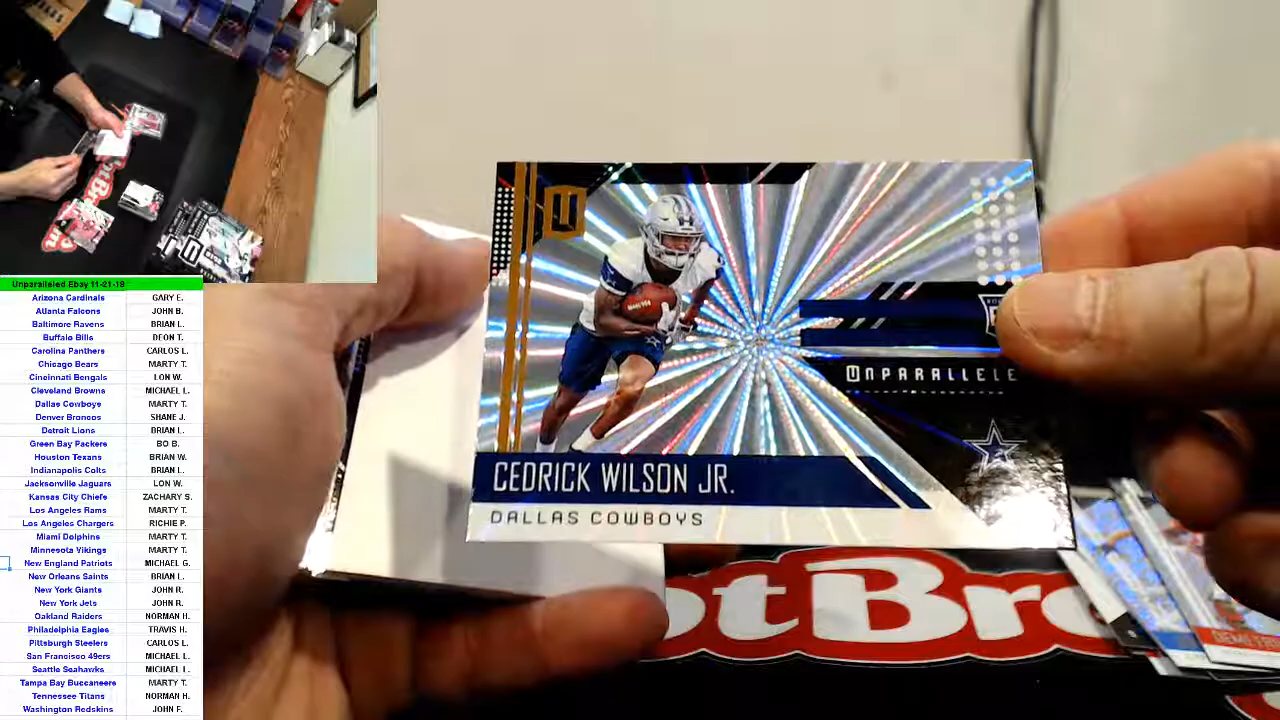 Unparalleled Ebay 11-21-18
Arizona Cardinals GARY E.
Atlanta Falcons JOHN B.
Baltimore Ravens BRIAN L.
Buffalo Bills DEON T.
Carolina Panthers CARLOS L.
Chicago Bears MARTY T.
Cincinnati Bengals LON W.
Cleveland Browns MICHAEL L.
Dallas Cowboys MARTY T.
Denver Broncos SHANE J.
Detroit Lions BRIAN L.
Green Bay Packers BO B.
Houston Texans BRIAN W.
Indianapolis Colts BRIAN L.
Jacksonville Jaguars LON W.
Kansas City Chiefs ZACHARY S.
Los Angeles Rams MARTY T.
Los Angeles Chargers RICHIE P.
Miami Dolphins MARTY T.
Minnesota Vikings MARTY T.
New England Patriots MICHAEL G.
New Orleans Saints BRIAN L.
New York Giants JOHN R.
New York Jets JOHN R.
Oakland Raiders NORMAN H.
Philadelphia Eagles TRAVIS H.
Pittsburgh Steelers CARLOS L.
San Francisco 49ers MICHAEL L.
Seattle Seahawks MICHAEL L.
Tampa Bay Buccaneers MARTY T.
Tennessee Titans NORMAN H.
Washington Redskins JOHN F.
U
UNPARALLELE
CEDRICK WILSON JR.
DALLAS COWBOYS
otBr